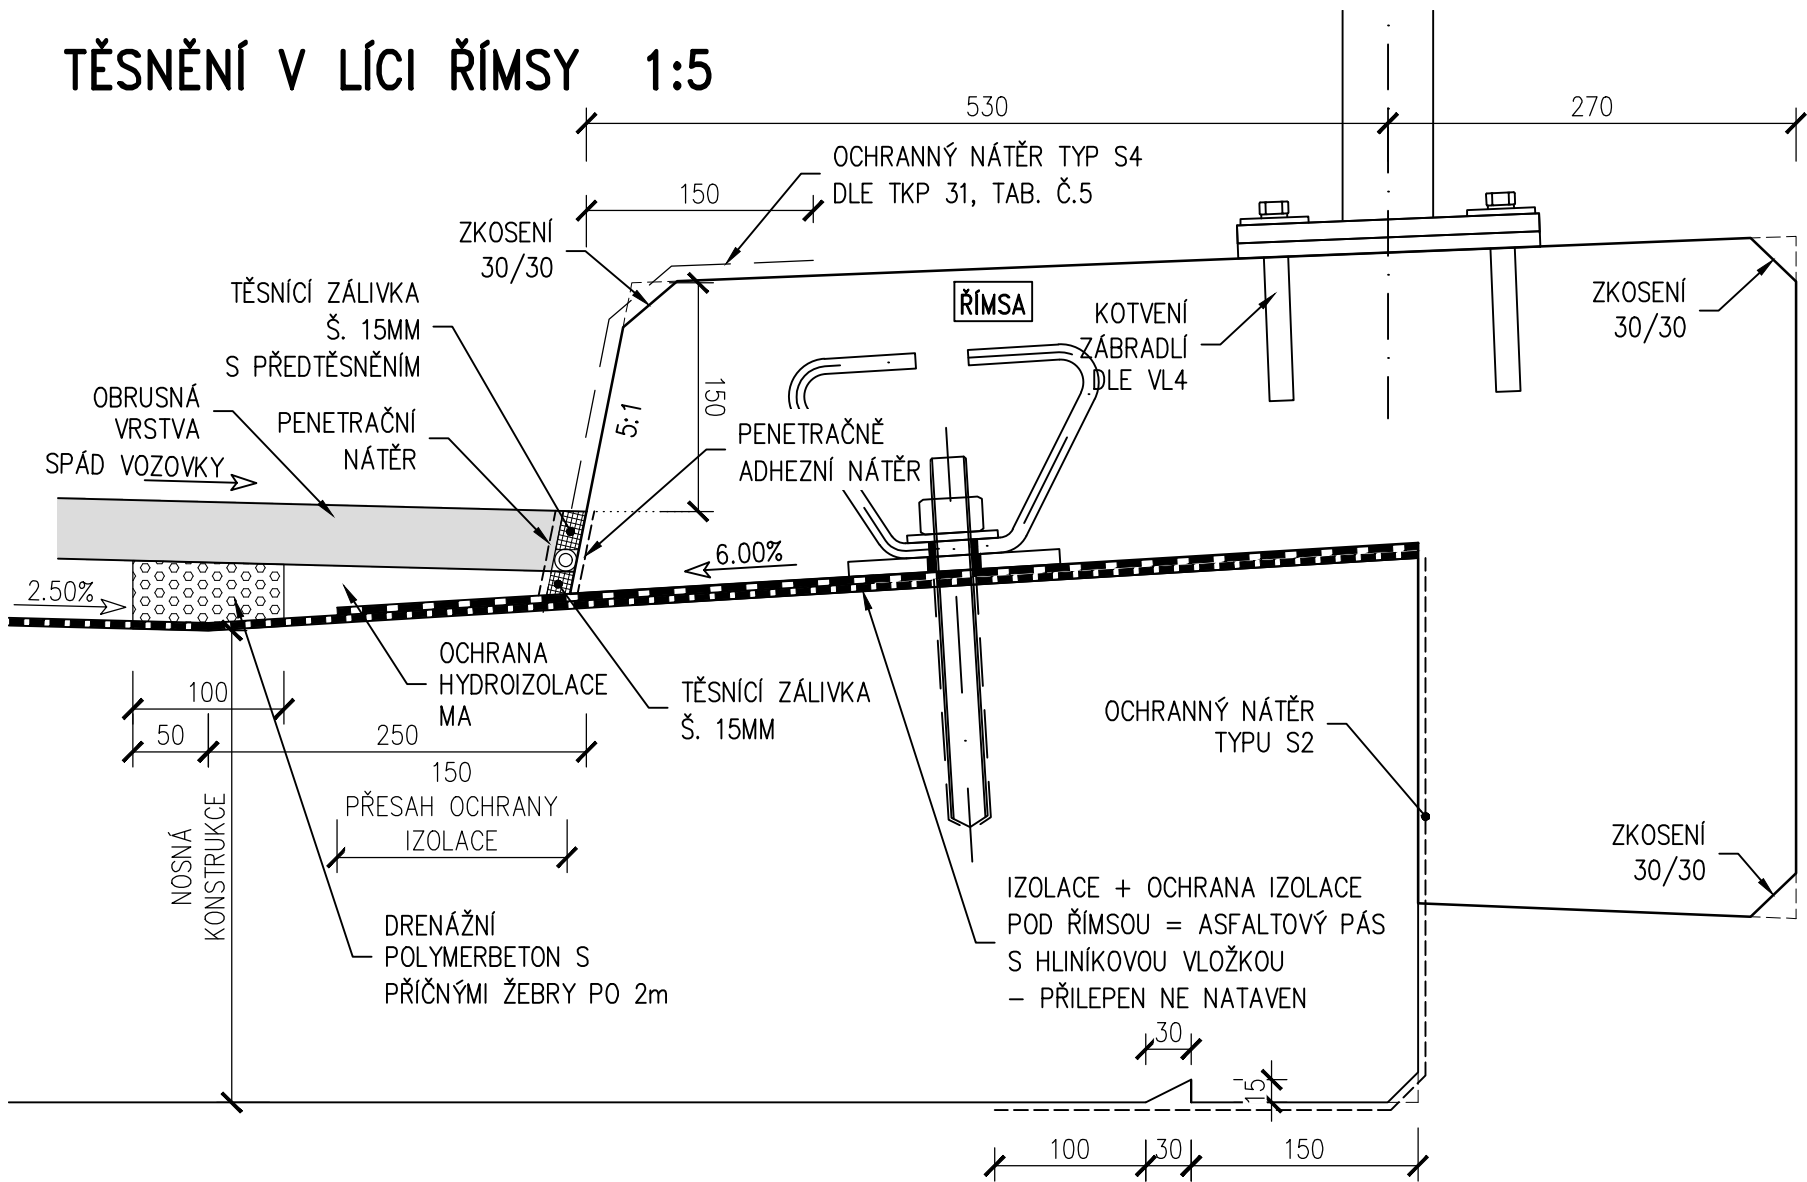 TĚSNĚNÍ V LÍCI ŘÍMSY 1:5
530
270
OCHRANNÝ NÁTĚR TYP S4
DLE TKP 31, TAB. Č.5
150
ZKOSENÍ
30/30
TĚSNÍCÍ ZÁLIVKA
Š. 15MM
S PŘEDTĚSNĚNÍM
ŘÍMSA
KOTVENÍ
ZÁBRADLÍ
DLE VL4
ZKOSENÍ
30/30
OBRUSNÁ
VRSTVA
PENETRAČNÍ
NÁTĚR
SPÁD VOZOVKY
5:1
150
PENETRAČNĚ
ADHEZNÍ NÁTĚR
6.00%
2.50%
OCHRANA
HYDROIZOLACE
MA
TĚSNÍCÍ ZÁLIVKA
Š. 15MM
100
50
250
150
PŘESAH OCHRANY
IZOLACE
NOSNÁ
KONSTRUKCE
OCHRANNÝ NÁTĚR
TYPU S2
ZKOSENÍ
30/30
DRENÁŽNÍ
POLYMERBETON S
PŘÍČNÝMI ŽEBRY PO 2m
IZOLACE + OCHRANA IZOLACE
POD ŘÍMSOU = ASFALTOVÝ PÁS
S HLINÍKOVOU VLOŽKOU
– PŘILEPEN NE NATAVEN
30
15
100
30
150